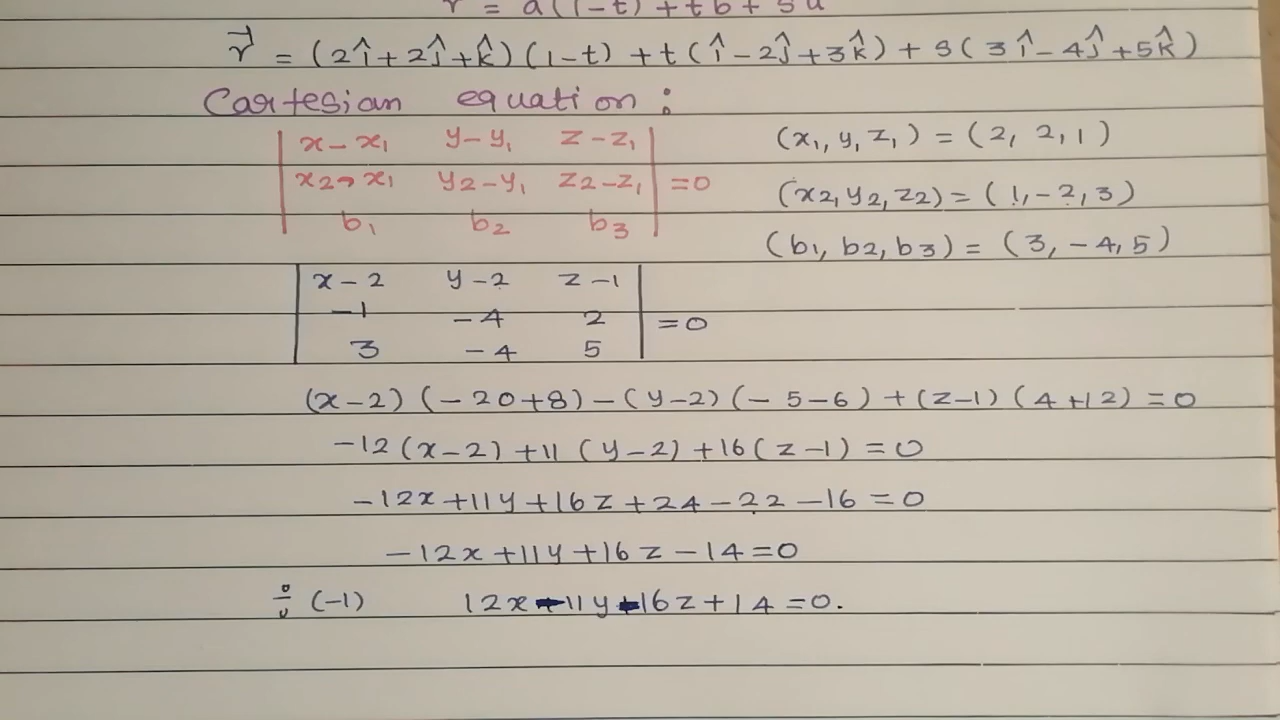 r = a(1-t) + tb + su
r⃗ = (2î+2ĵ+k̂)(1-t) + t(î-2ĵ+3k̂) + s(3î-4ĵ+5k̂)
Cartesian equation :
| x-x₁ y-y₁ z-z₁ |
| x₂-x₁ y₂-y₁ z₂-z₁ | =0
| b₁ b₂ b₃ |
(x₁, y₁ z₁) = (2, 2, 1)
(x₂, y₂, z₂) = (1, -2, 3)
(b₁, b₂, b₃) = (3, -4, 5)
| x-2 y-2 z-1 |
| -1 -4 2 | =0
| 3 -4 5 |
(x-2)(-20+8)-(y-2)(-5-6)+(z-1)(4+12)=0
-12(x-2)+11(y-2)+16(z-1)=0
-12x+11y+16z+24-22-16=0
-12x+11y+16z-14=0
÷ (-1) 12x-11y-16z+14=0.